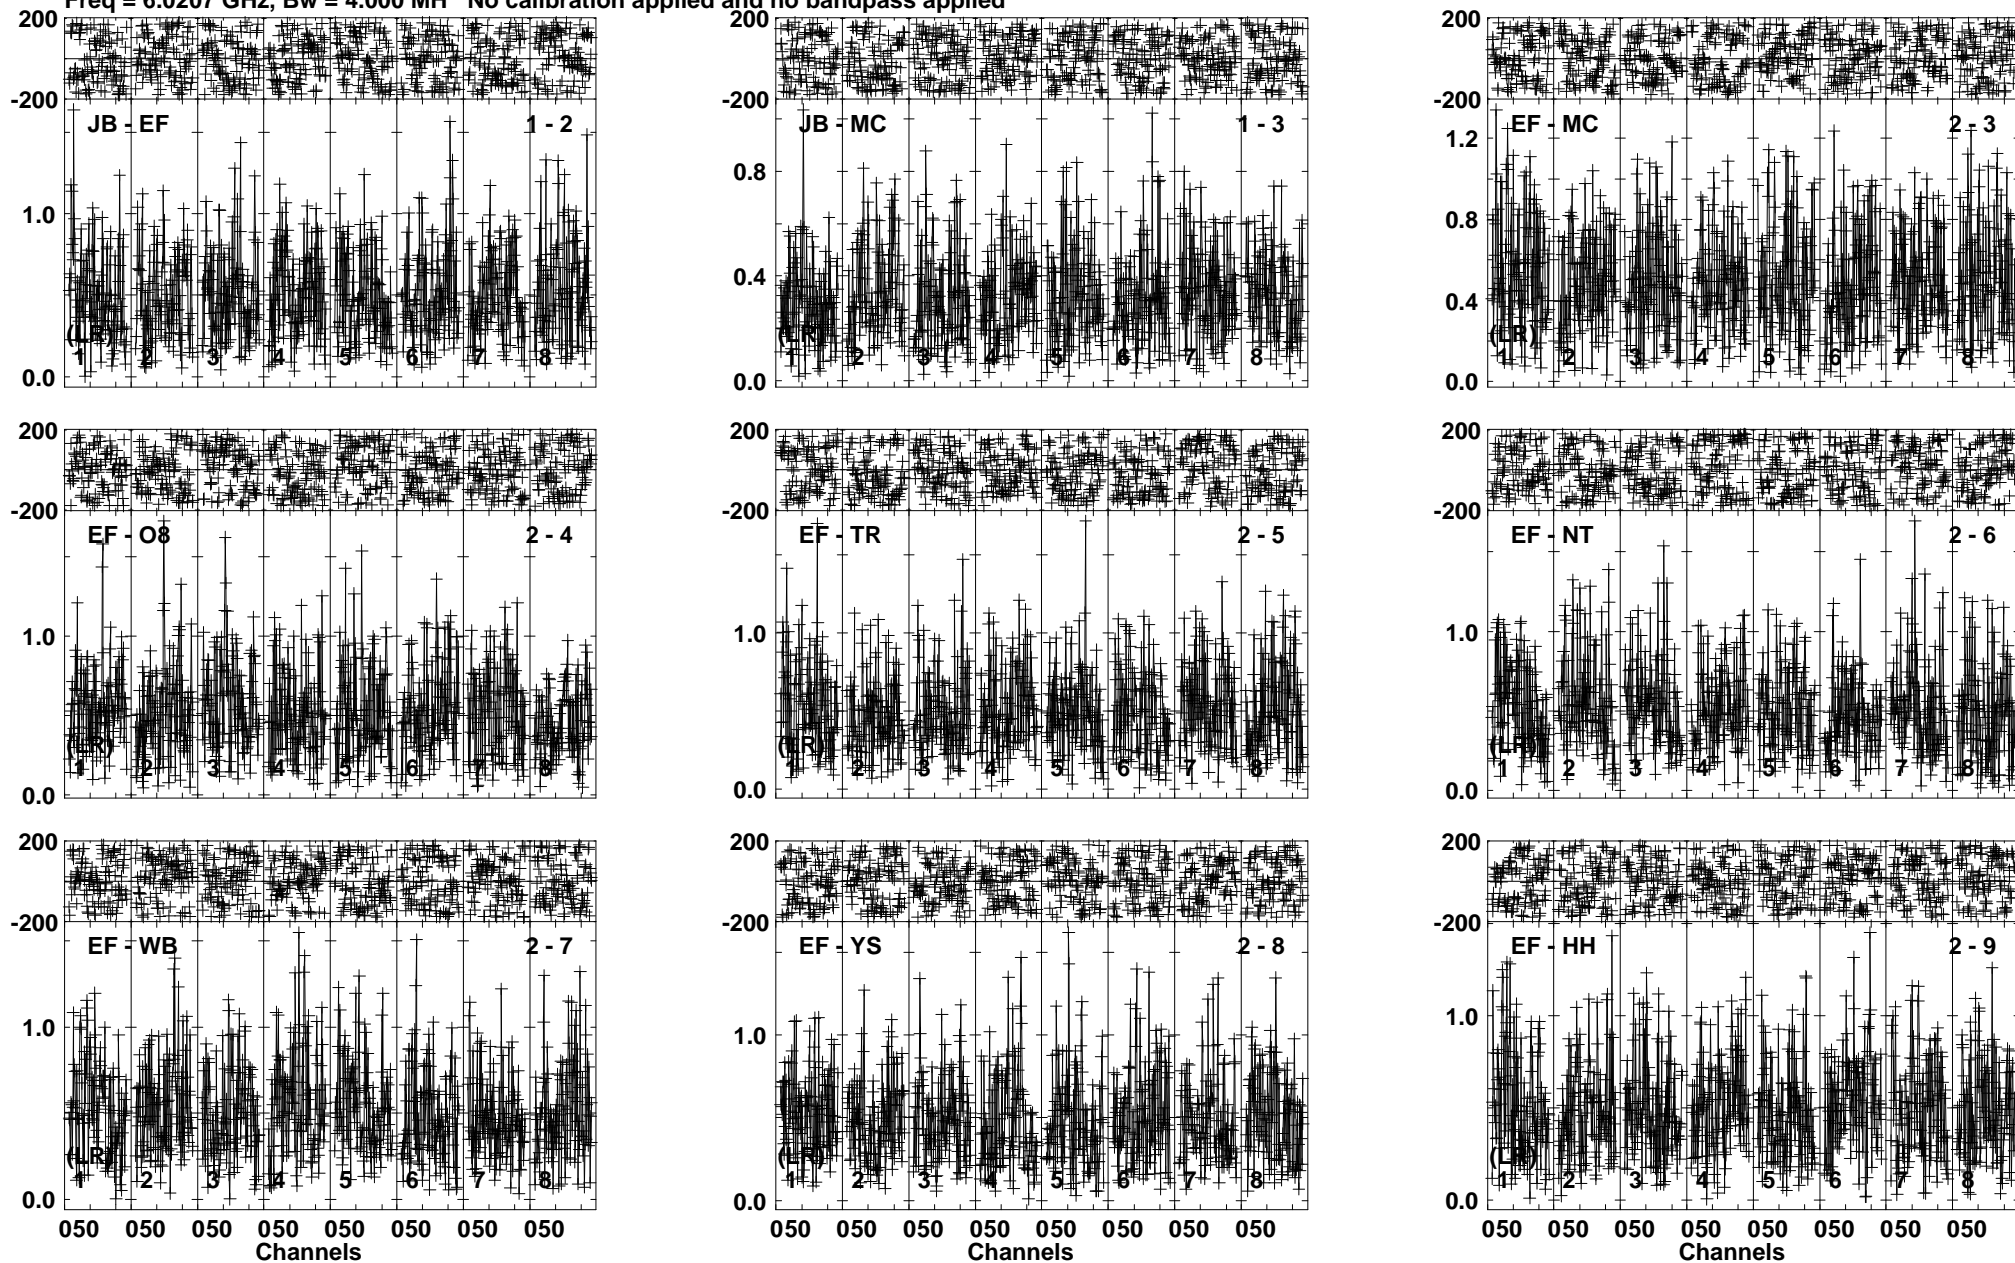 Freq = 6.0207 GHz, Bw = 4.000 MH No calibration applied and no bandpass applied
200 200 200
-200 -200 -200
JB - EF 1 - 2 JB - MC 1 - 3 EF - MC 2 - 3
1.2
0.8
1.0 0.8
0.4 0.4
(LR) (LR) (LR)
1 2 3 4 5 6 7 8 1 2 3 4 5 6 7 8 1 2 3 4 5 6 7 8
0.0 0.0 0.0
200 200 200
-200 -200 -200
EF - O8 2 - 4 EF - TR 2 - 5 EF - NT 2 - 6
1.0 1.0 1.0
(LR) (LR) (LR)
1 2 3 4 5 6 7 8 1 2 3 4 5 6 7 8 1 2 3 4 5 6 7 8
0.0 0.0 0.0
200 200 200
-200 -200 -200
EF - WB 2 - 7 EF - YS 2 - 8 EF - HH 2 - 9
1.0 1.0 1.0
(LR) (LR) (LR)
1 2 3 4 5 6 7 8 1 2 3 4 5 6 7 8 1 2 3 4 5 6 7 8
0.0 0.0 0.0
050 050 050 050 050 050 050 050 050 050 050 050 050 050 050 050 050 050 050 050 050 050 050 050
Channels Channels Channels